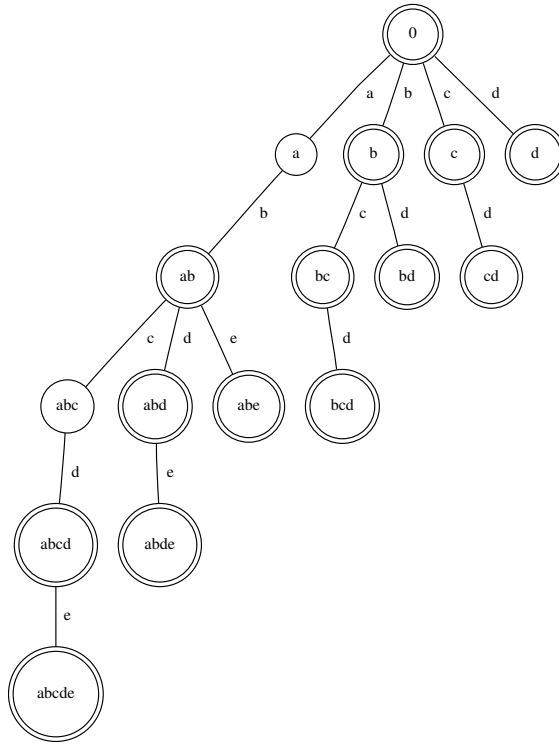 0
a b c d
a b c d
b c d d
ab bc bd cd
c d e d
abc abd abe bcd
d e
abcd abde
e
abcde